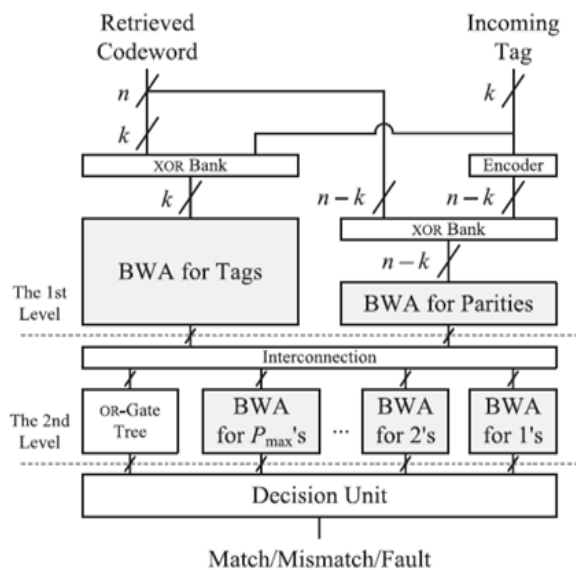 Retrieved Codeword
Incoming Tag
n
k
k
XOR Bank
Encoder
k
n − k
n − k
XOR Bank
BWA for Tags
n − k
BWA for Parities
The 1st Level
Interconnection
The 2nd Level
OR-Gate Tree
BWA for Pmax's
...
BWA for 2's
BWA for 1's
Decision Unit
Match/Mismatch/Fault